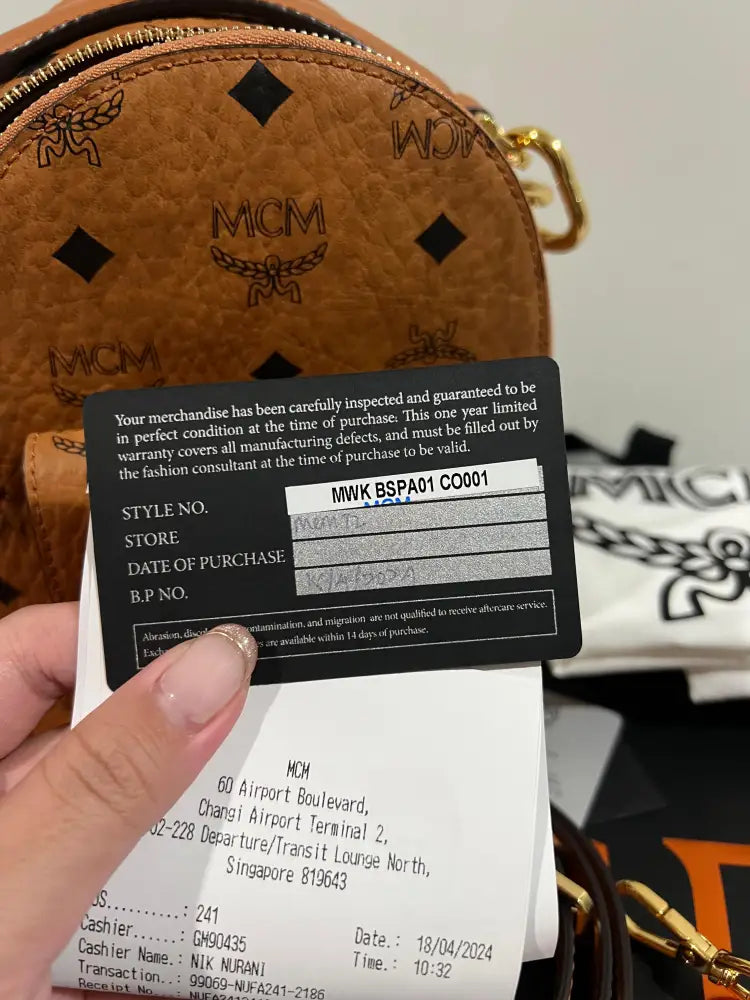 MCM
MCM
MCM
Your merchandise has been carefully inspected and guaranteed to be
in perfect condition at the time of purchase. This one year limited
warranty covers all manufacturing defects, and must be filled out by
the fashion consultant at the time of purchase to be valid.
STYLE NO. MWK BSPA01 CO001
STORE
DATE OF PURCHASE
B.P NO.
Abrasion, contamination, and migration are not qualified to receive aftercare service.
are available within 14 days of purchase.
MCM
60 Airport Boulevard,
Changi Airport Terminal 2,
02-228 Departure/Transit Lounge North,
Singapore 819643
241
Cashier......: GM90435
Cashier Name.: NIK NURANI
Transaction..: 99069-NUFA241-2186
Receipt No
Date.: 18/04/2024
Time.: 10:32